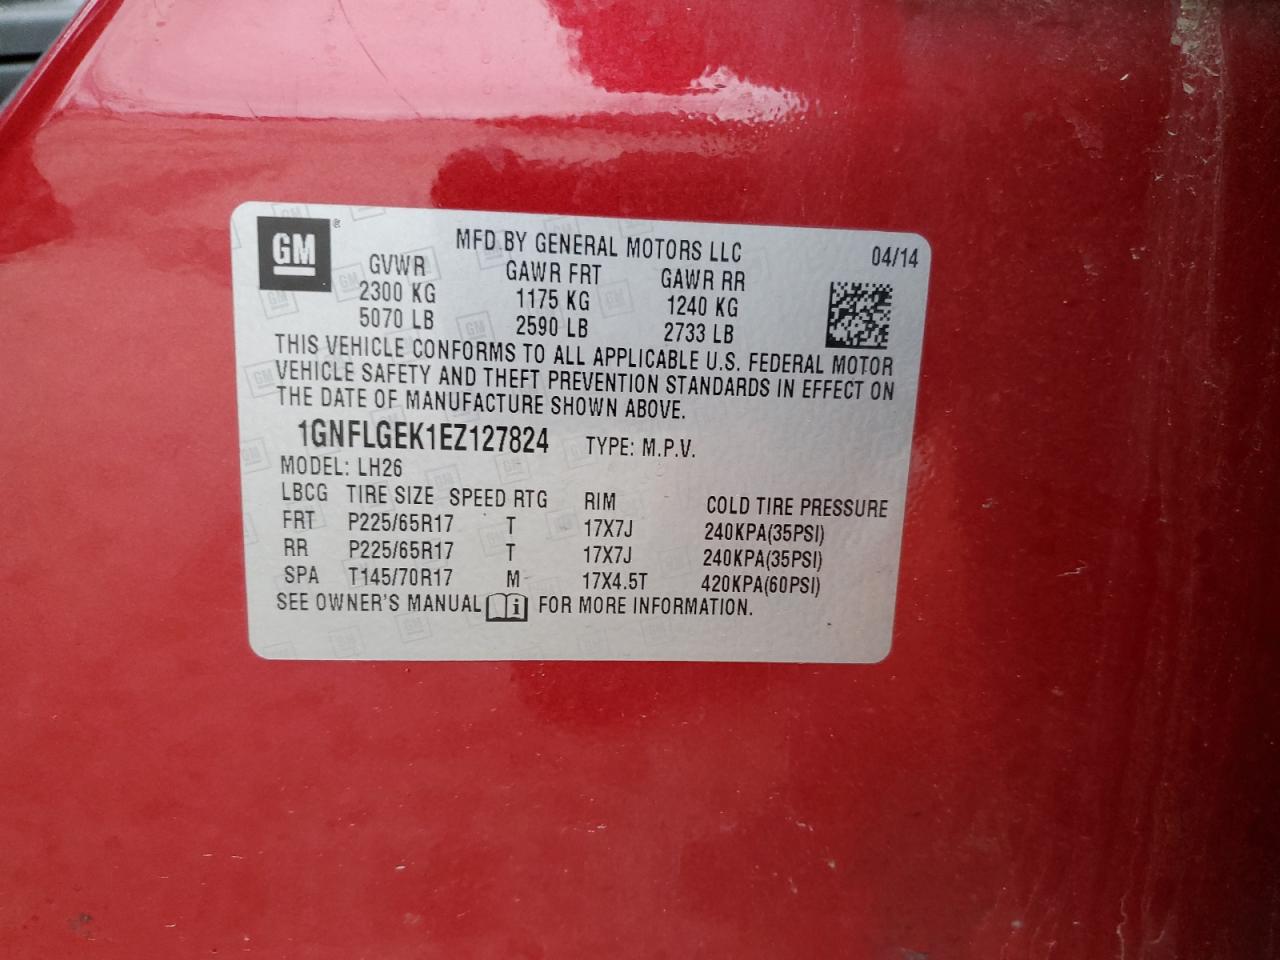 GM ®
MFD BY GENERAL MOTORS LLC 04/14
GVWR GAWR FRT GAWR RR
2300 KG 1175 KG 1240 KG
5070 LB 2590 LB 2733 LB
THIS VEHICLE CONFORMS TO ALL APPLICABLE U.S. FEDERAL MOTOR
VEHICLE SAFETY AND THEFT PREVENTION STANDARDS IN EFFECT ON
THE DATE OF MANUFACTURE SHOWN ABOVE.
1GNFLGEK1EZ127824 TYPE: M.P.V.
MODEL: LH26
LBCG TIRE SIZE SPEED RTG RIM COLD TIRE PRESSURE
FRT P225/65R17 T 17X7J 240KPA(35PSI)
RR P225/65R17 T 17X7J 240KPA(35PSI)
SPA T145/70R17 M 17X4.5T 420KPA(60PSI)
SEE OWNER'S MANUAL i FOR MORE INFORMATION.